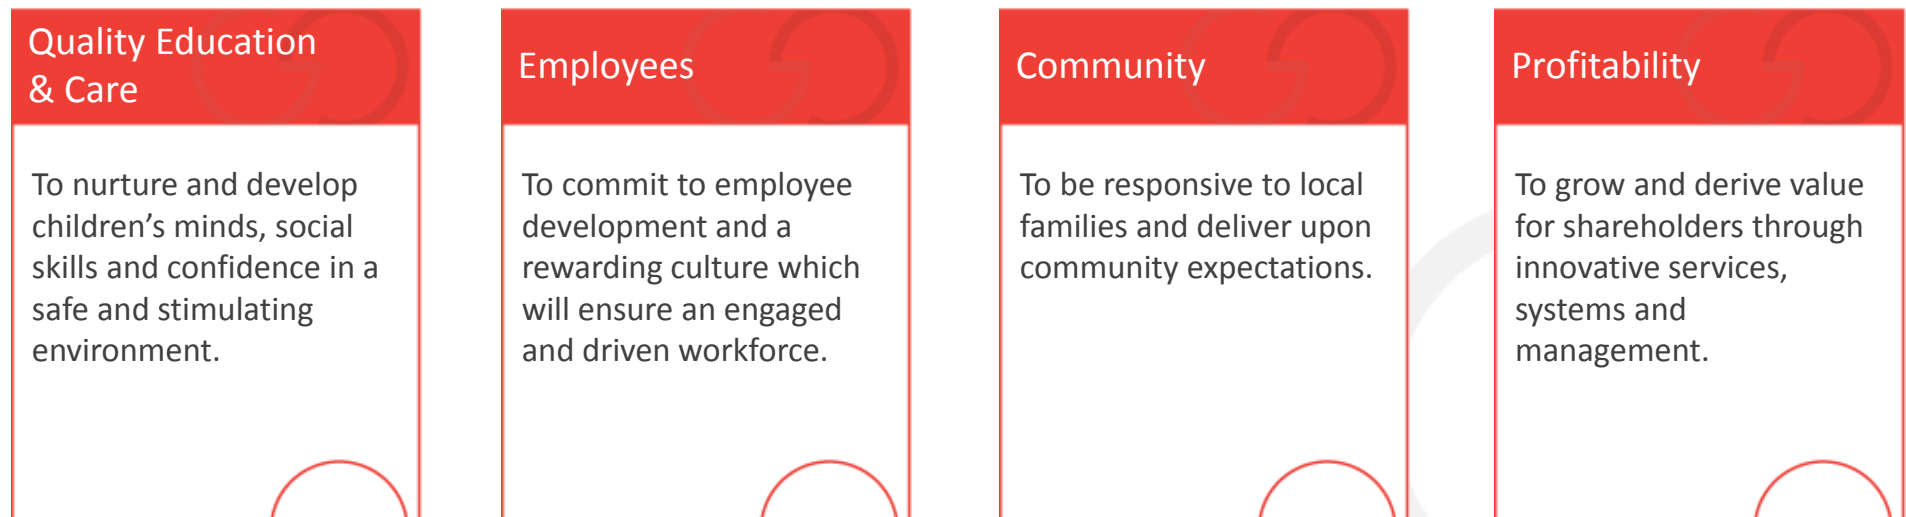 Quality Education
& Care
To nurture and develop
children’s minds, social
skills and confidence in a
safe and stimulating
environment.
Employees
To commit to employee
development and a
rewarding culture which
will ensure an engaged
and driven workforce.
Community
To be responsive to local
families and deliver upon
community expectations.
Profitability
To grow and derive value
for shareholders through
innovative services,
systems and
management.